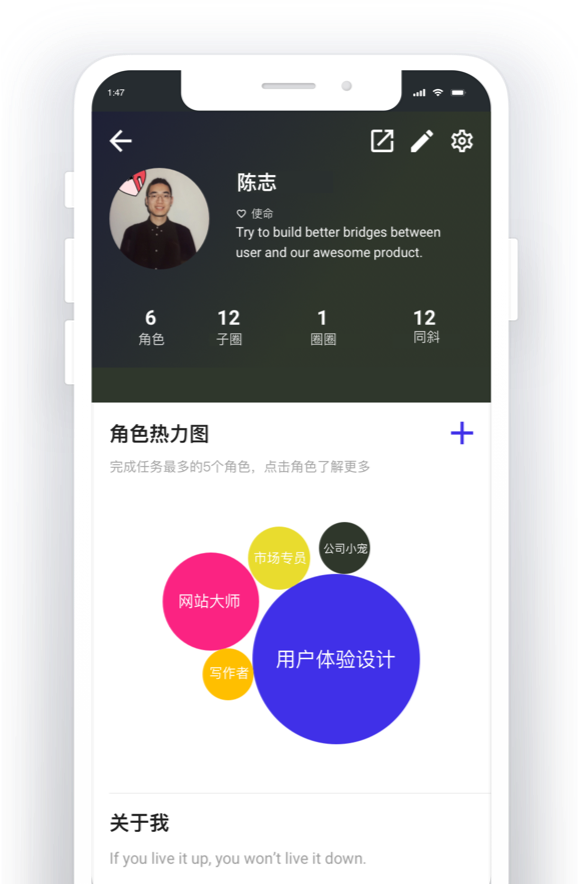 1:47
陈志
使命
Try to build better bridges between
user and our awesome product.
6
12
1
12
角色
子圈
圈圈
同斜
角色热力图
完成任务最多的5个角色，点击角色了解更多
市场专员
公司小宠
网站大师
用户体验设计
写作者
关于我
If you live it up, you won’t live it down.